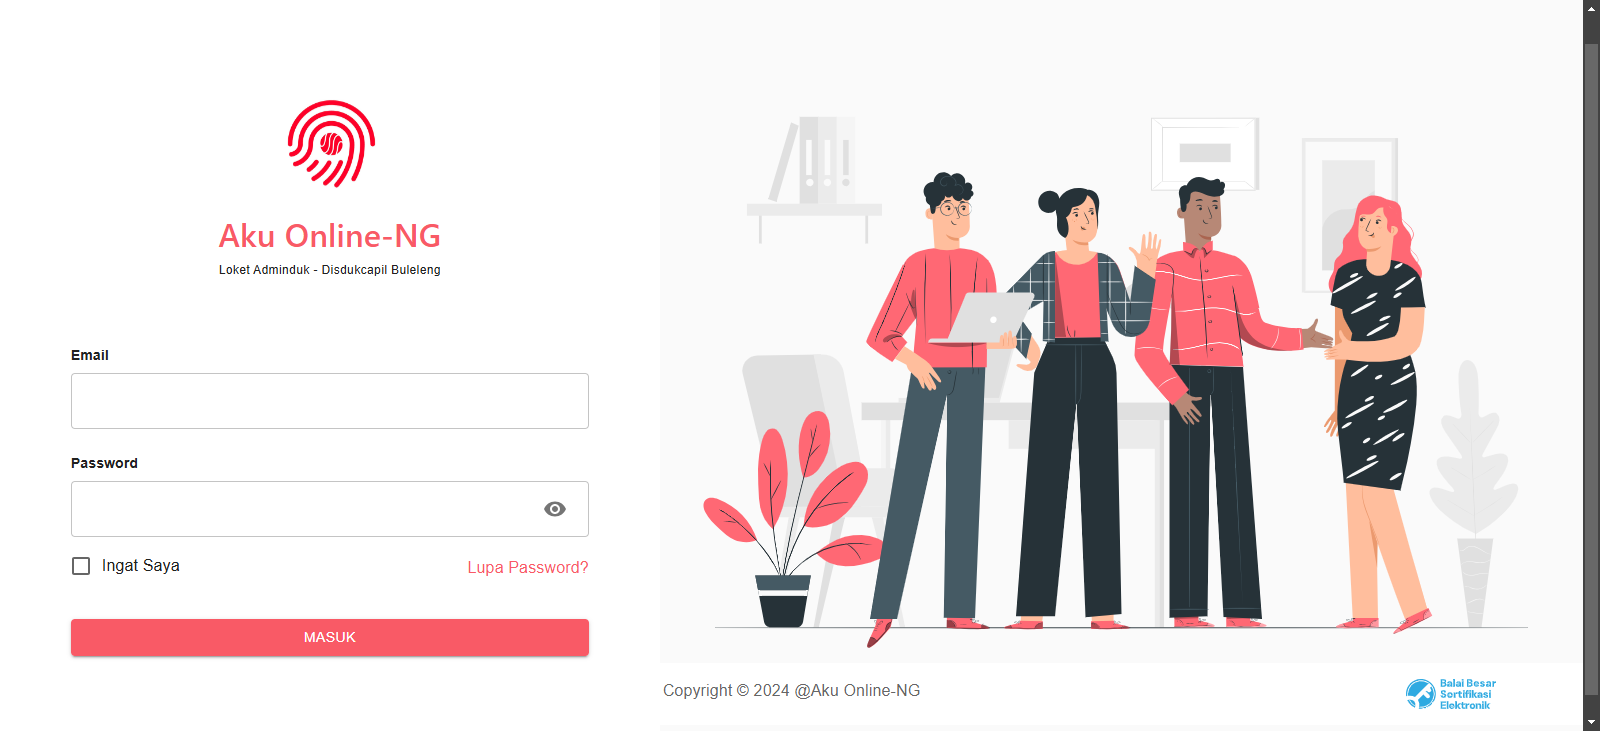 Aku Online-NG
Loket Adminduk - Disdukcapil Buleleng
Email
Password
Ingat Saya
Lupa Password?
MASUK
Copyright © 2024 @Aku Online-NG
Balai Besar
Sertifikasi
Elektronik